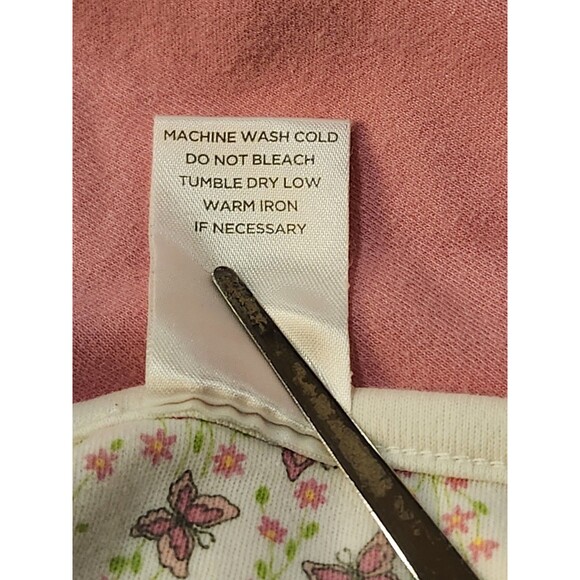 MACHINE WASH COLD
DO NOT BLEACH
TUMBLE DRY LOW
WARM IRON
IF NECESSARY